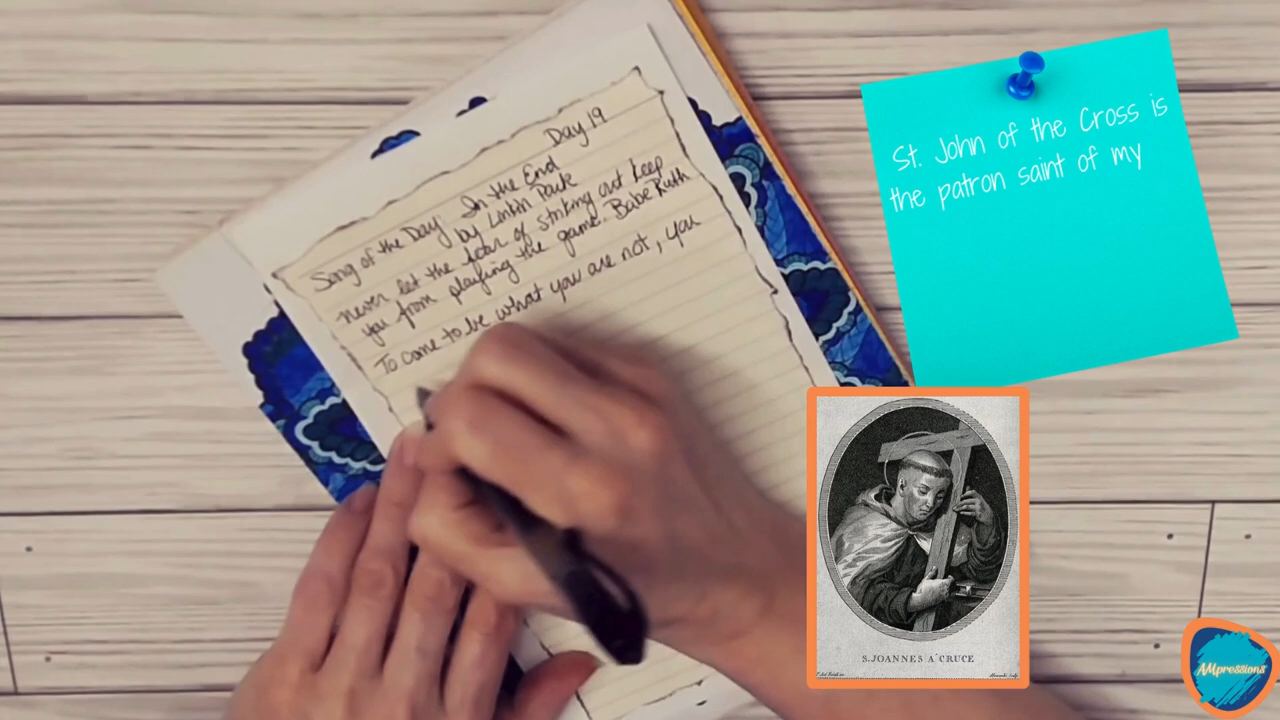 Day 19
Song of the Day: In the End
by Linkin Park
never let the fear of striking out keep
you from playing the game. Babe Ruth
To come to be what you are not, you
St. John of the Cross is
the patron saint of my
S.JOANNES A CRUCE
AMpressions